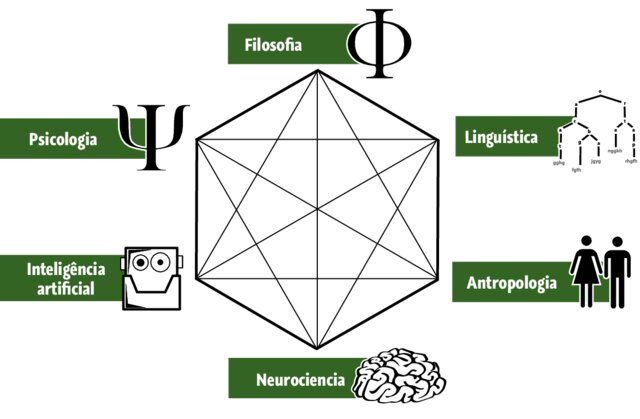 Filosofia
Φ
Psicologia
Ψ
Linguística
Inteligência
artificial
Antropologia
Neurociencia